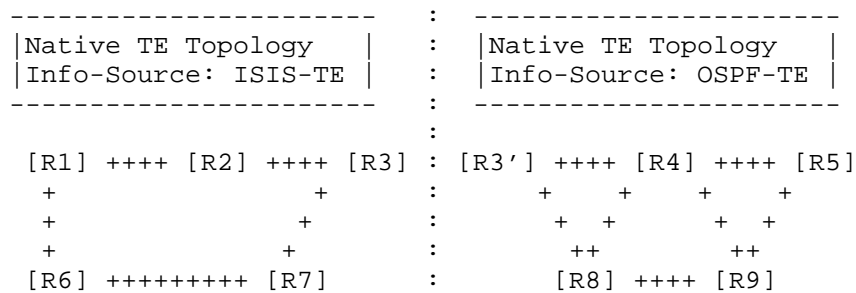 -----------------------   :   -----------------------
|Native TE Topology    |  :   |Native TE Topology   |
|Info-Source: ISIS-TE |   :   |Info-Source: OSPF-TE |
-----------------------   :   -----------------------
                          :
 [R1] ++++ [R2] ++++ [R3] : [R3'] ++++ [R4] ++++ [R5]
  +                +      :      +    +    +    +
  +               +       :       +  +      +  +
  +              +        :        ++        ++
 [R6] +++++++++ [R7]      :       [R8] ++++ [R9]